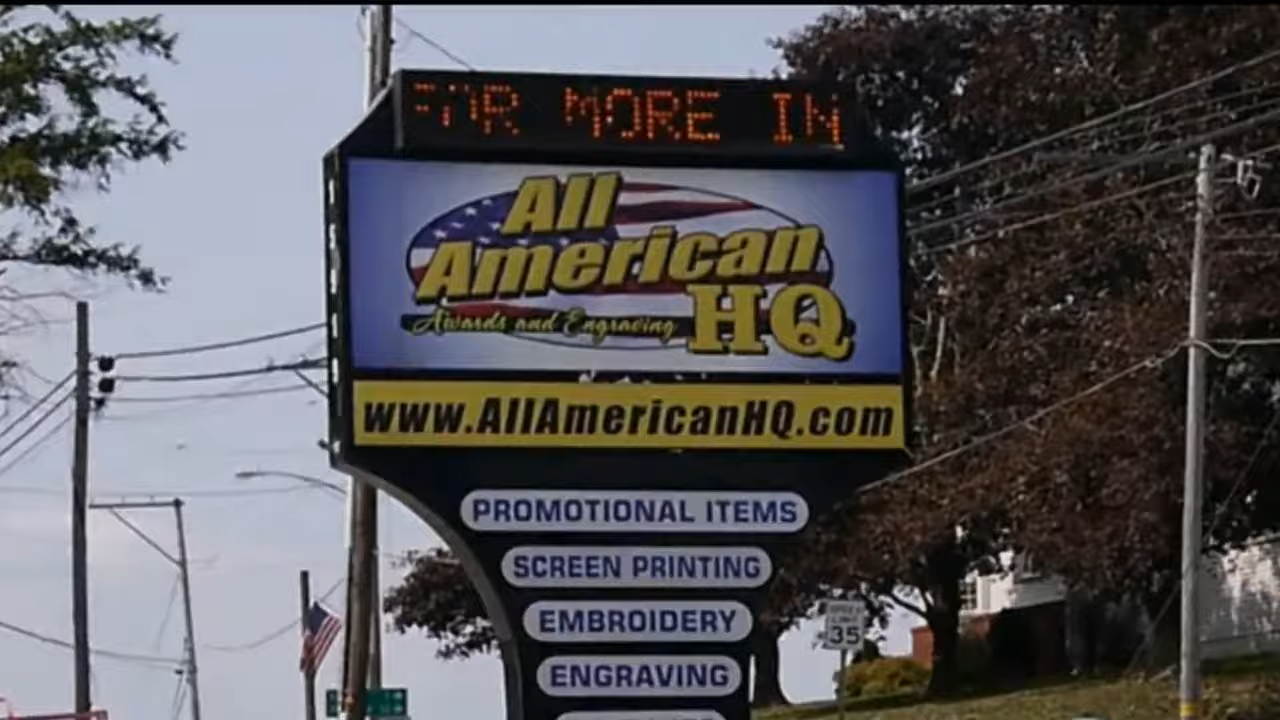 FOR MORE IN
All
American
HQ
Awards and Engraving
www.AllAmericanHQ.com
PROMOTIONAL ITEMS
SCREEN PRINTING
EMBROIDERY
ENGRAVING
SPEED
LIMIT
35